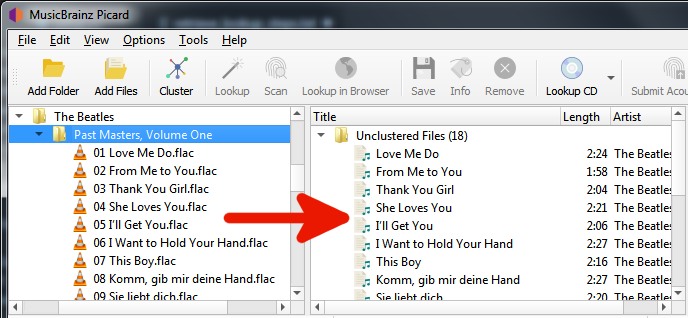 MusicBrainz Picard
File Edit View Options Tools Help
Add Folder Add Files Cluster Lookup Scan Lookup in Browser Save Info Remove Lookup CD Submit Acou
The Beatles
Past Masters, Volume One
01 Love Me Do.flac
02 From Me to You.flac
03 Thank You Girl.flac
04 She Loves You.flac
05 I'll Get You.flac
06 I Want to Hold Your Hand.flac
07 This Boy.flac
08 Komm, gib mir deine Hand.flac
09 Sie liebt dich.flac
Title Length Artist
Unclustered Files (18)
Love Me Do 2:24 The Beatles
From Me to You 1:58 The Beatles
Thank You Girl 2:04 The Beatles
She Loves You 2:21 The Beatles
I'll Get You 2:06 The Beatles
I Want to Hold Your Hand 2:27 The Beatles
This Boy 2:16 The Beatles
Komm, gib mir deine Hand 2:27 The Beatles
Sie liebt dich 2:20 The Beatles